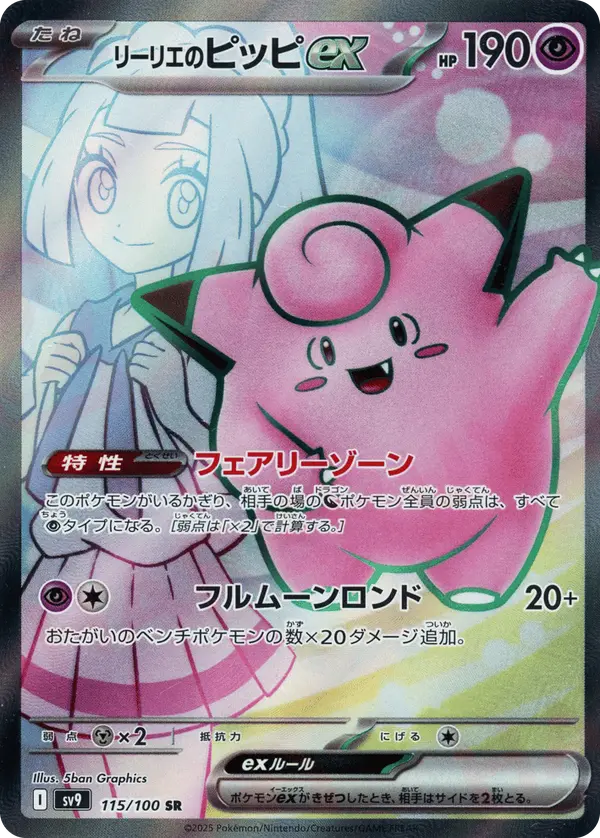 たね リーリエのピッピex HP190
特性 とくせい フェアリーゾーン
このポケモンがいるかぎり、相手の場のポケモン全員の弱点は、すべて
タイプになる。[弱点は「×2」で計算する。]
フルムーンロンド 20+
おたがいのベンチポケモンの数×20ダメージ追加。
弱点 ×2 抵抗力 にげる
exルール
ポケモンexがきぜつしたとき、相手はサイドを2枚とる。
Illus. 5ban Graphics
I sv9 115/100 SR
©2025 Pokémon/Nintendo/Creatures/GAME FREAK